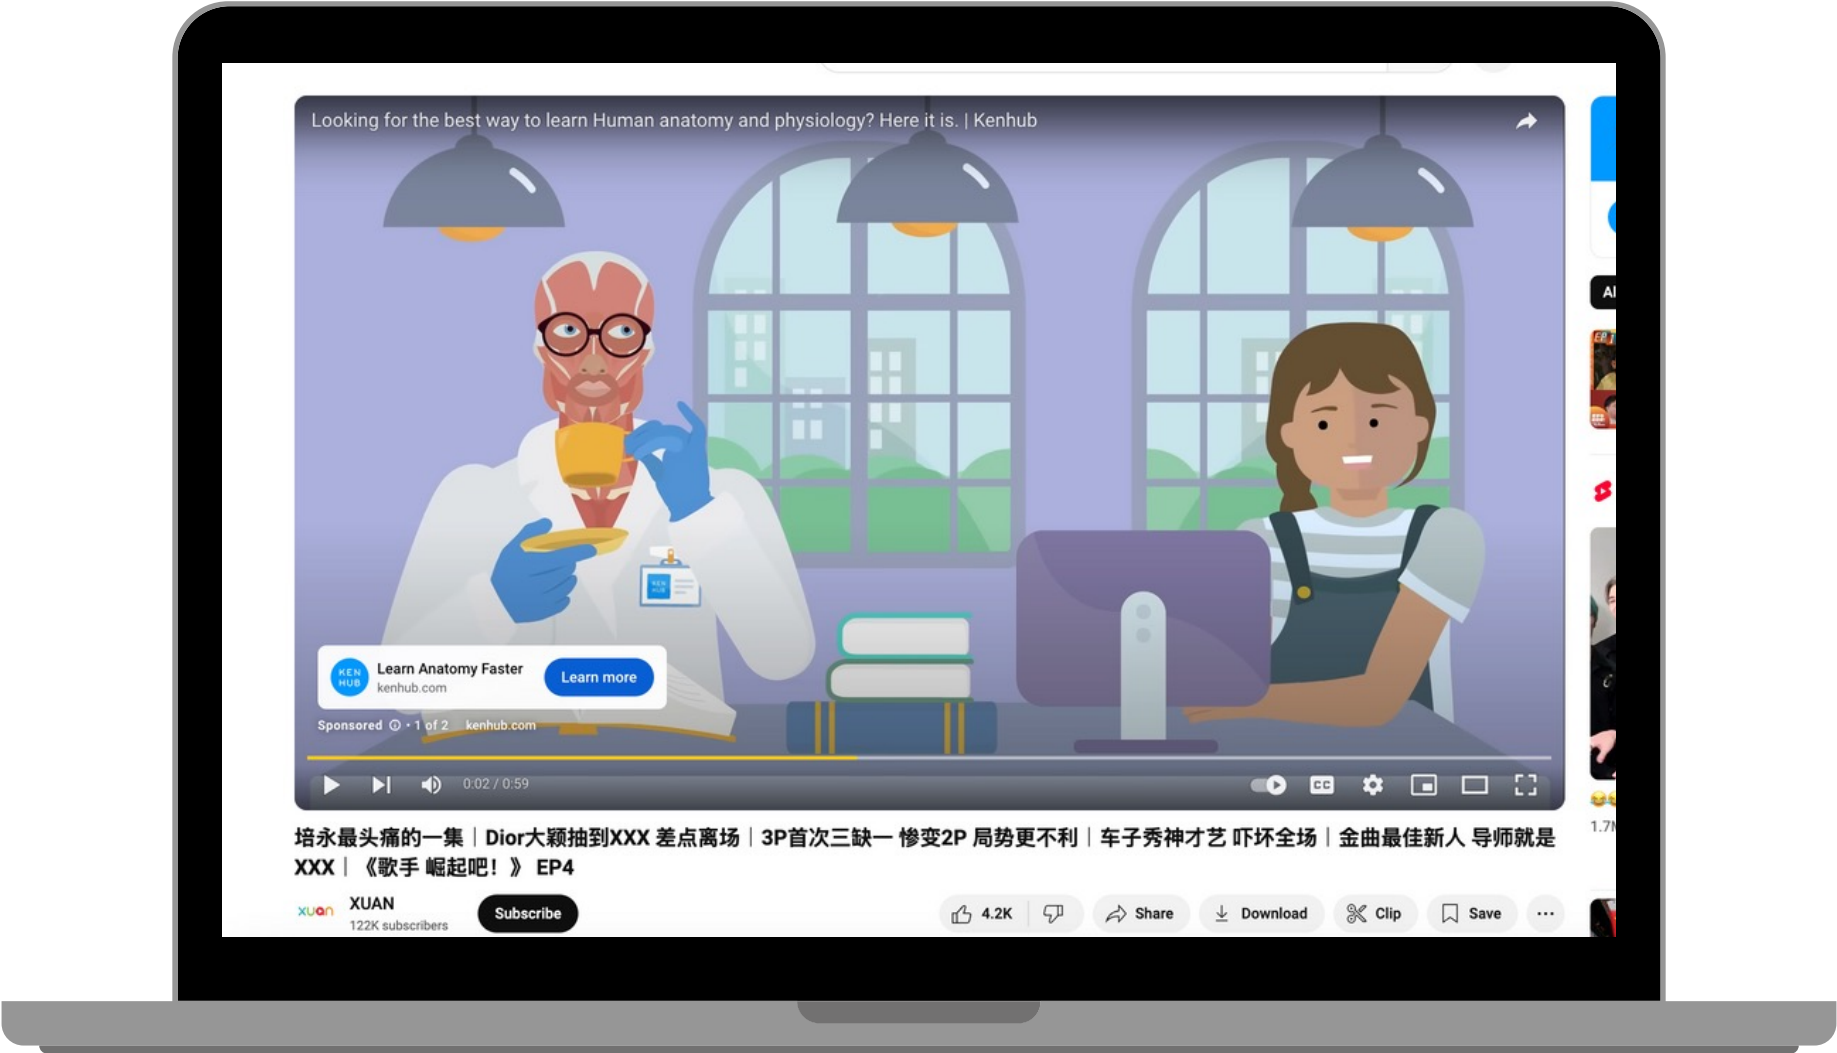 Looking for the best way to learn Human anatomy and physiology? Here it is. | Kenhub
KEN
HUB
KEN
HUB
Learn Anatomy Faster
kenhub.com
Learn more
Sponsored · 1 of 2 kenhub.com
0:02 / 0:59
CC
培永最头痛的一集｜Dior大颖抽到XXX 差点离场｜3P首次三缺一 惨变2P 局势更不利｜车子秀神才艺 吓坏全场｜金曲最佳新人 导师就是
XXX｜《歌手 崛起吧！》 EP4
xuan
XUAN
122K subscribers
Subscribe
4.2K
Share
Download
Clip
Save